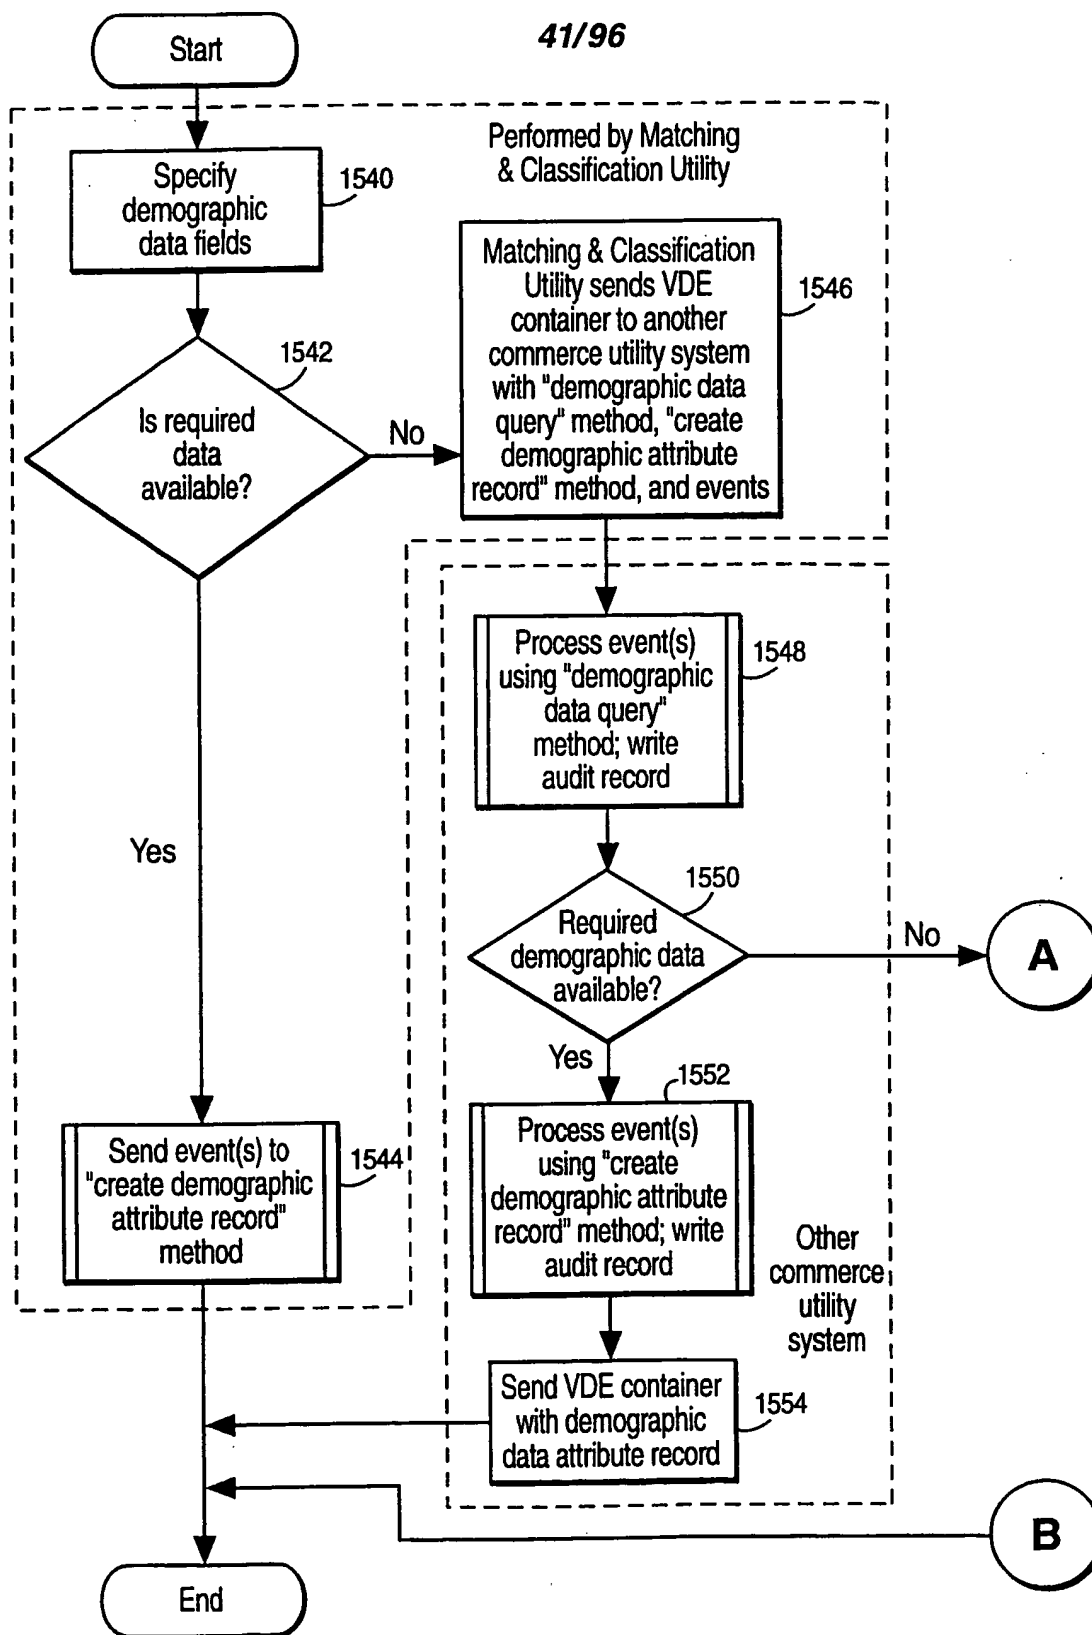 41/96
Start
Performed by Matching
& Classification Utility
Specify
demographic
data fields
1540
Matching & Classification
Utility sends VDE
container to another
commerce utility system
with "demographic data
query" method, "create
demographic attribute
record" method, and events
1546
1542
Is required
data
available?
No
Yes
Process event(s)
using "demographic
data query"
method; write
audit record
1548
1550
Required
demographic data
available?
No
A
Yes
1552
Process event(s)
using "create
demographic attribute
record" method; write
audit record
Send event(s) to
"create demographic
attribute record"
method
1544
Other
commerce
utility
system
Send VDE container
with demographic
data attribute record
1554
B
End